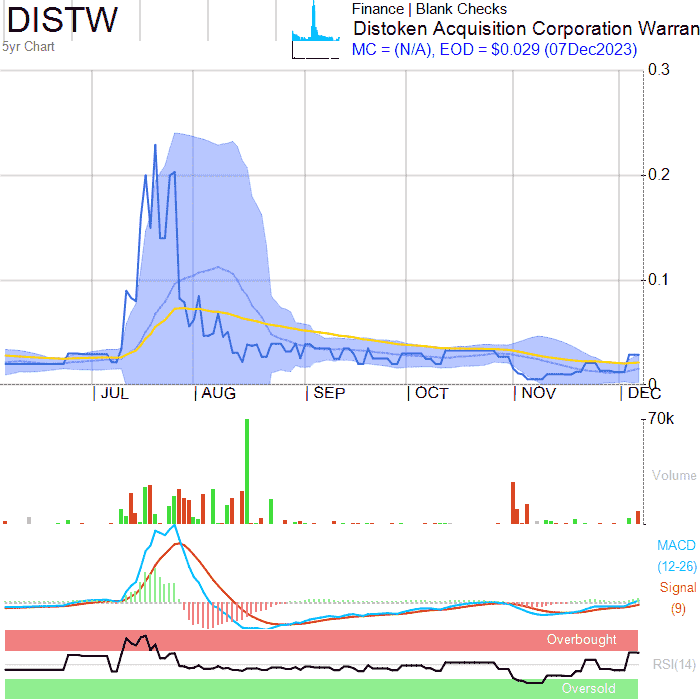 DISTW
5yr Chart
Finance | Blank Checks
Distoken Acquisition Corporation Warran
MC = (N/A), EOD = $0.029 (07Dec2023)
0.3
0.2
0.1
0
JUL AUG SEP OCT NOV DEC
70k
Volume
MACD
(12-26)
Signal
(9)
Overbought
RSI(14)
Oversold